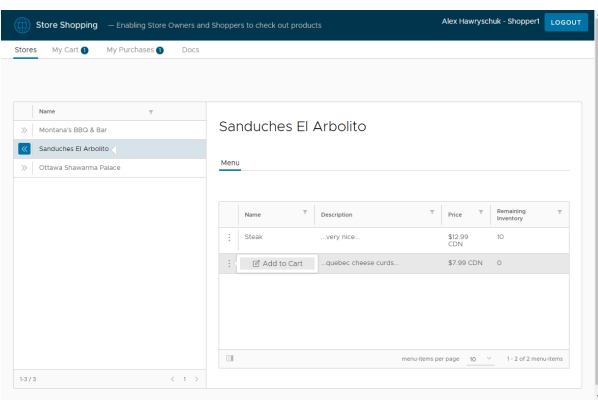 Store Shopping — Enabling Store Owners and Shoppers to check out products
Alex Hawryschuk - Shopper1 LOGOUT
Stores My Cart 1 My Purchases 1 Docs
Name
Montana's BBQ & Bar
Sanduches El Arbolito
Ottawa Shawarma Palace
1-3 / 3
1
Sanduches El Arbolito
Menu
Name Description Price Remaining Inventory
Steak ...very nice... $12.99 CDN 10
Add to Cart ...quebec cheese curds... $7.99 CDN 0
menu-items per page 10 1 - 2 of 2 menu-items